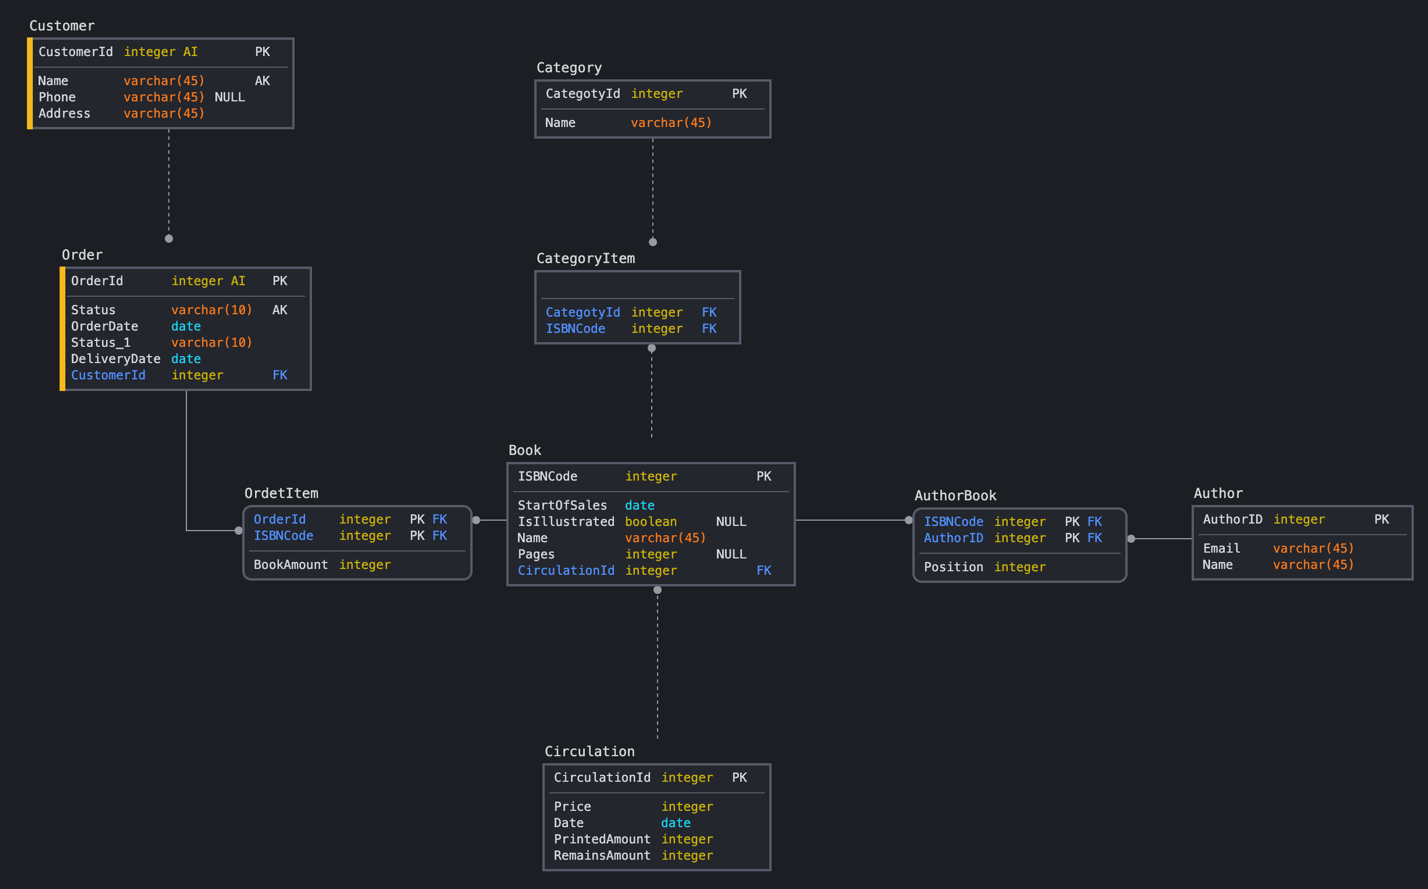 Customer
CustomerId integer AI PK
Name varchar(45) AK
Phone varchar(45) NULL
Address varchar(45)
Category
CategotyId integer PK
Name varchar(45)
Order
OrderId integer AI PK
Status varchar(10) AK
OrderDate date
Status_1 varchar(10)
DeliveryDate date
CustomerId integer FK
CategoryItem
CategotyId integer FK
ISBNCode integer FK
OrdetItem
OrderId integer PK FK
ISBNCode integer PK FK
BookAmount integer
Book
ISBNCode integer PK
StartOfSales date
IsIllustrated boolean NULL
Name varchar(45)
Pages integer NULL
CirculationId integer FK
AuthorBook
ISBNCode integer PK FK
AuthorID integer PK FK
Position integer
Author
AuthorID integer PK
Email varchar(45)
Name varchar(45)
Circulation
CirculationId integer PK
Price integer
Date date
PrintedAmount integer
RemainsAmount integer